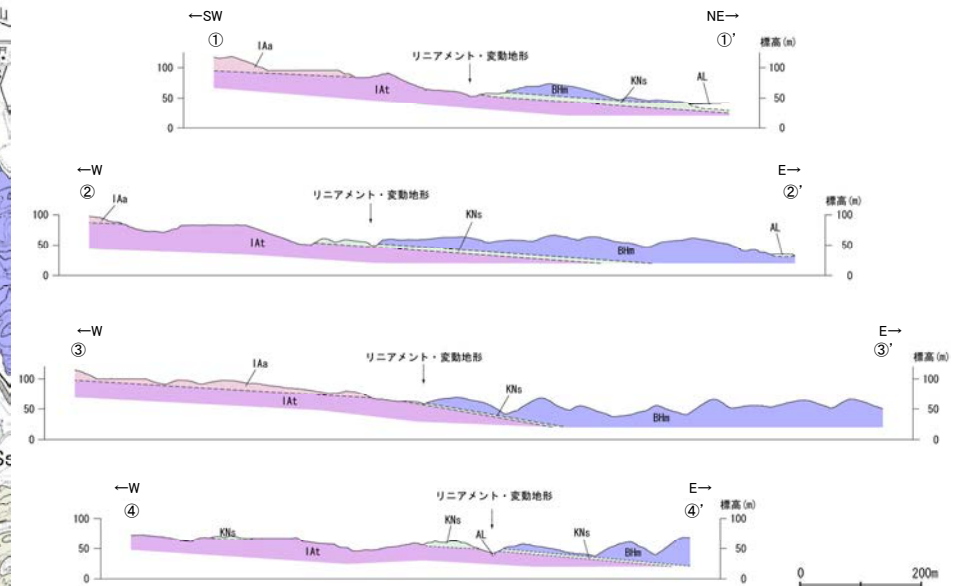 ←SW NE→
① ①’
標高(m)
IAa リニアメント・変動地形
100 KNs AL 100
IAt BHm
50 50
0 0
←W E→
② ②’
IAa リニアメント・変動地形 標高(m)
100 KNs 100
AL
50 IAt BHm 50
0 0
←W E→
③ ③’
リニアメント・変動地形 標高(m)
IAa
100 KNs 100
IAt
50 BHm 50
0 0
←W E→
④ リニアメント・変動地形 ④’
標高(m)
100 KNs KNs AL KNs 100
50 IAt BHm 50
0 0
0 200m